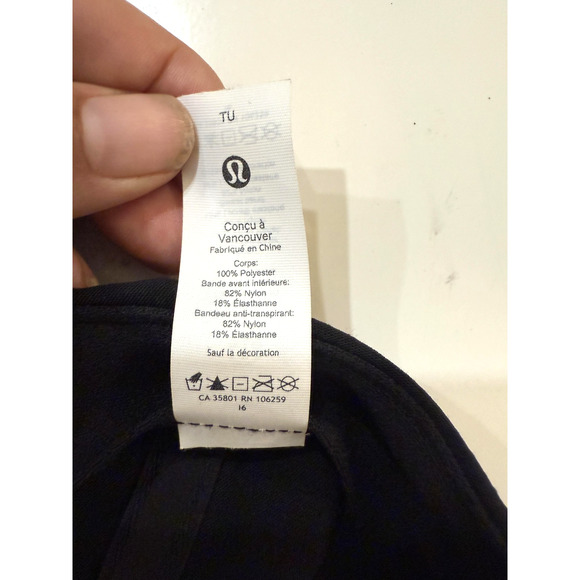 TU
Conçu à
Vancouver
Fabriqué en Chine
Corps:
100% Polyester
Bande avant intérieure:
82% Nylon
18% Élasthanne
Bandeau anti-transpirant:
82% Nylon
18% Élasthanne
Sauf la décoration
CA 35801 RN 106259
16